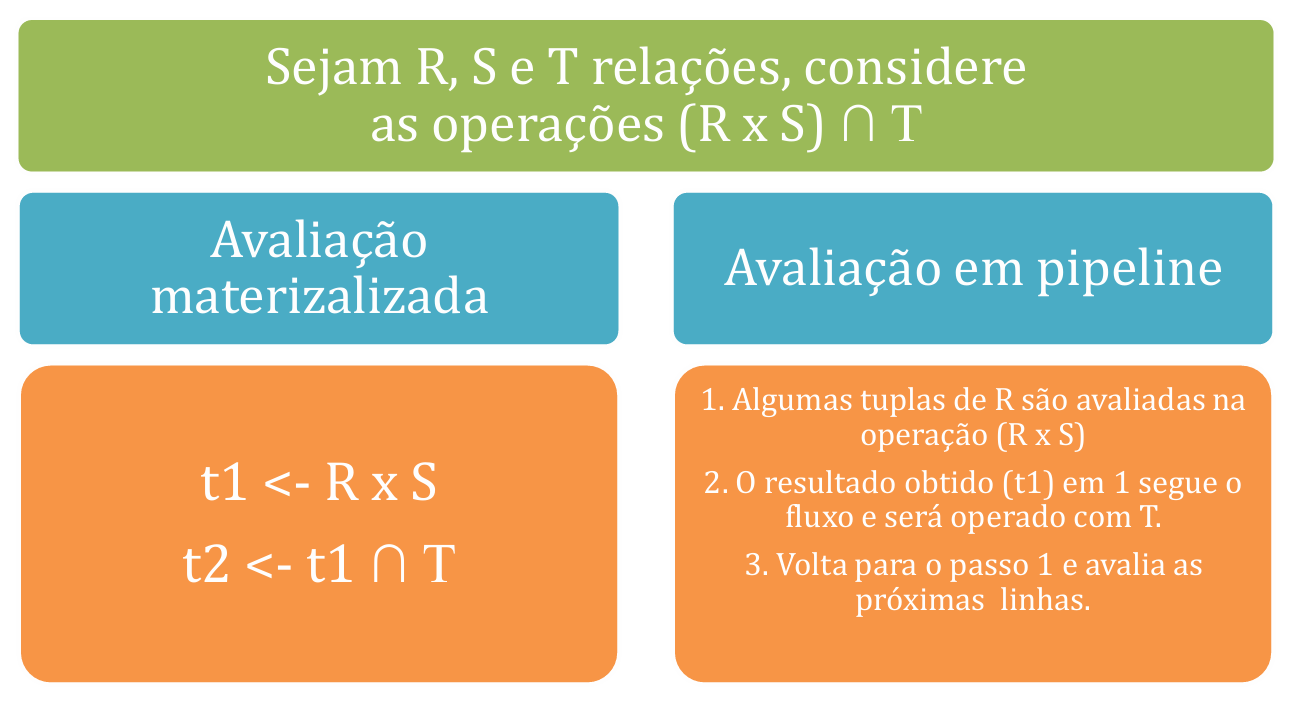 Sejam R, S e T relações, considere
as operações (R x S) ∩ T
Avaliação
materizalizada
Avaliação em pipeline
t1 <- R x S
t2 <- t1 ∩ T
1. Algumas tuplas de R são avaliadas na
operação (R x S)
2. O resultado obtido (t1) em 1 segue o
fluxo e será operado com T.
3. Volta para o passo 1 e avalia as
próximas  linhas.